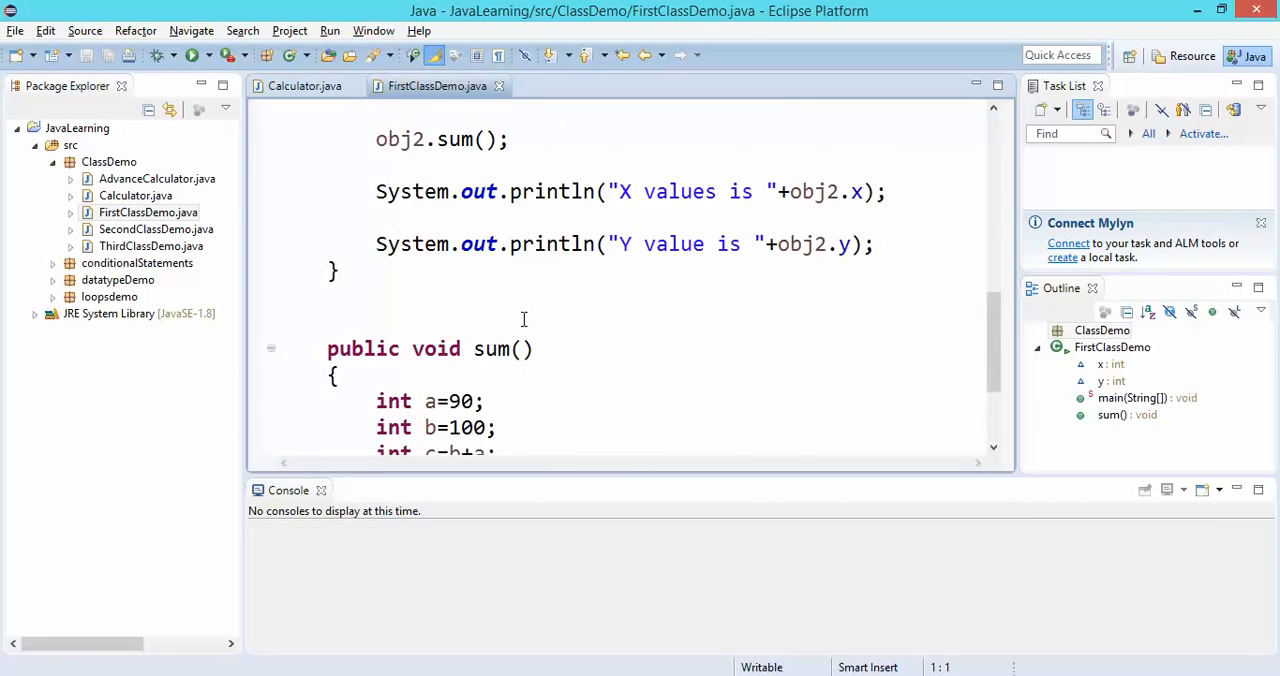 Java - JavaLearning/src/ClassDemo/FirstClassDemo.java - Eclipse Platform
File Edit Source Refactor Navigate Search Project Run Window Help
Quick Access
Resource
Java
Package Explorer
JavaLearning
src
ClassDemo
AdvanceCalculator.java
Calculator.java
FirstClassDemo.java
SecondClassDemo.java
ThirdClassDemo.java
conditionalStatements
datatypeDemo
loopsdemo
JRE System Library [JavaSE-1.8]
Calculator.java
FirstClassDemo.java
obj2.sum();
System.out.println("X values is "+obj2.x);
System.out.println("Y value is "+obj2.y);
}
public void sum()
{
int a=90;
int b=100;
int c=b+a;
Task List
Find
All
Activate...
Connect Mylyn
Connect to your task and ALM tools or
create a local task.
Outline
ClassDemo
FirstClassDemo
x : int
y : int
main(String[]) : void
sum() : void
Console
No consoles to display at this time.
Writable
Smart Insert
1 : 1